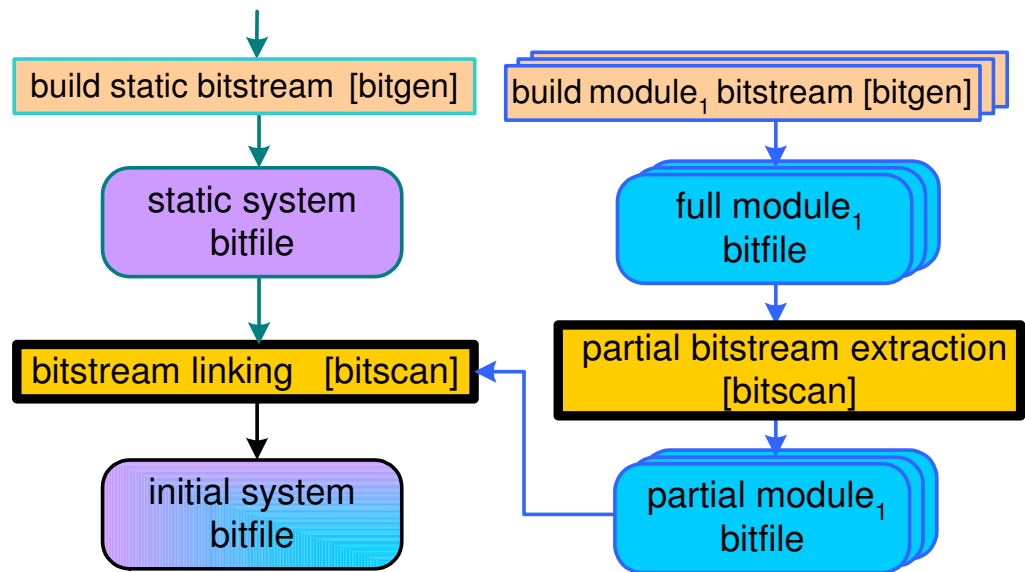 build static bitstream [bitgen]
static system
bitfile
bitstream linking [bitscan]
initial system
bitfile
build module₁ bitstream [bitgen]
full module₁
bitfile
partial bitstream extraction
[bitscan]
partial module₁
bitfile